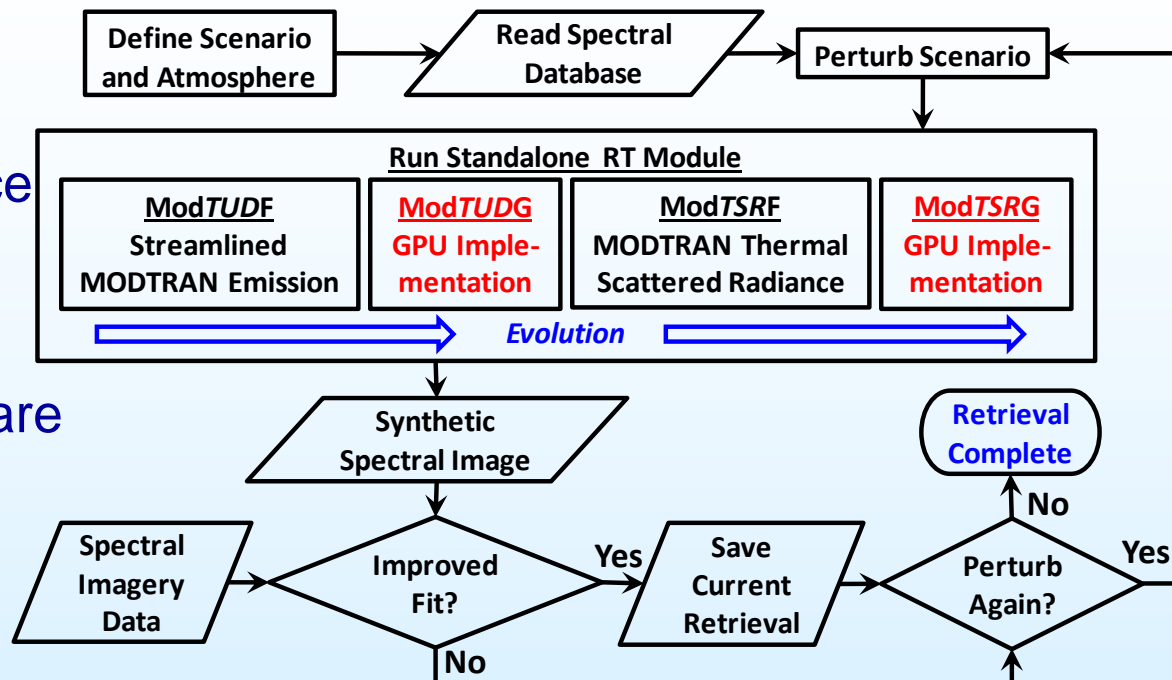 Define Scenario
and Atmosphere
Read Spectral
Database
Perturb Scenario
Run Standalone RT Module
ModTUDF
Streamlined
MODTRAN Emission
ModTUDG
GPU Imple-
mentation
ModTSRF
MODTRAN Thermal
Scattered Radiance
ModTSRG
GPU Imple-
mentation
Evolution
ce
are
Synthetic
Spectral Image
Retrieval
Complete
No
Spectral
Imagery
Data
Improved
Fit?
Yes
Save
Current
Retrieval
Perturb
Again?
Yes
No